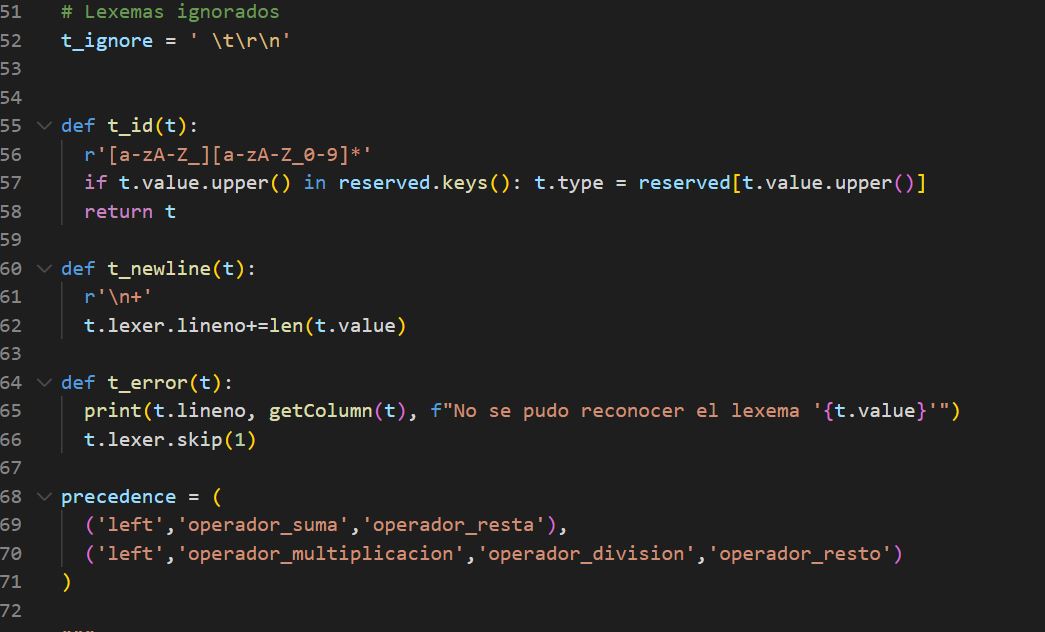 51 # Lexemas ignorados
52 t_ignore = ' \t\r\n'
53
54
55 def t_id(t):
56 r'[a-zA-Z_][a-zA-Z_0-9]*'
57 if t.value.upper() in reserved.keys(): t.type = reserved[t.value.upper()]
58 return t
59
60 def t_newline(t):
61 r'\n+'
62 t.lexer.lineno+=len(t.value)
63
64 def t_error(t):
65 print(t.lineno, getColumn(t), f"No se pudo reconocer el lexema '{t.value}'")
66 t.lexer.skip(1)
67
68 precedence = (
69 ('left','operador_suma','operador_resta'),
70 ('left','operador_multiplicacion','operador_division','operador_resto')
71 )
72